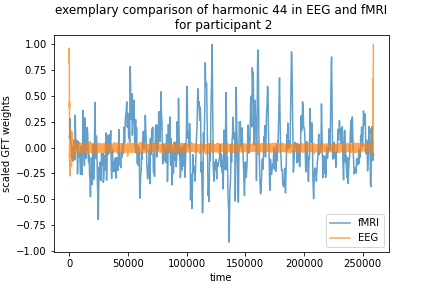 exemplary comparison of harmonic 44 in EEG and fMRI
for participant 2
1.00
0.75
0.50
0.25
0.00
−0.25
−0.50
−0.75
−1.00
scaled GFT weights
0 50000 100000 150000 200000 250000
time
fMRI
EEG